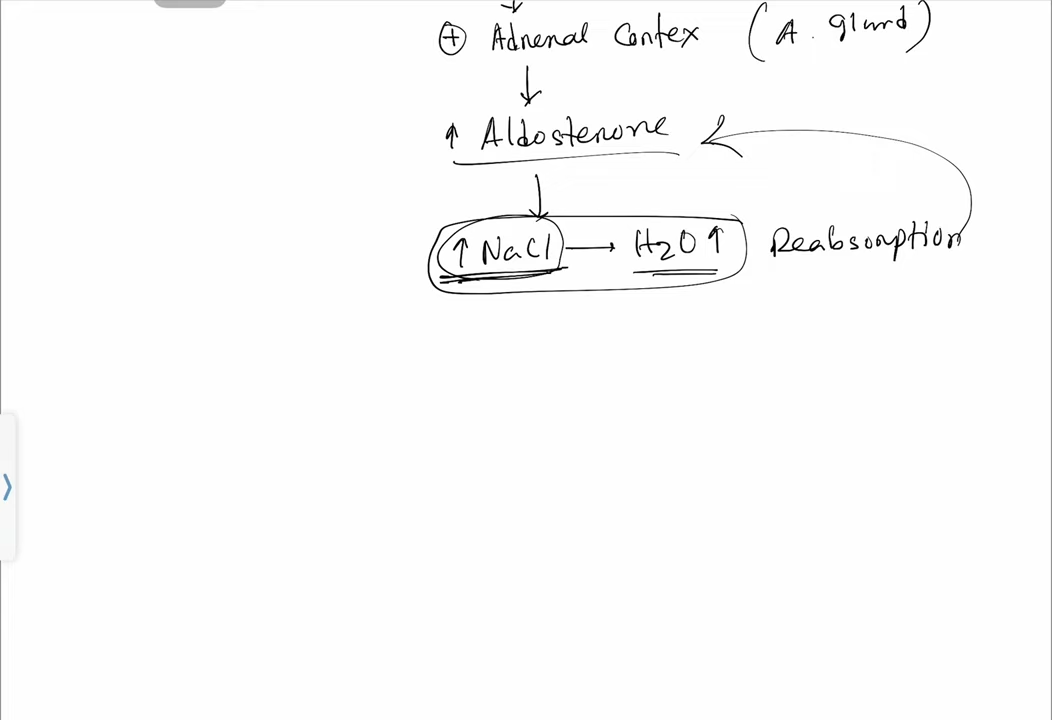 ↓
⊕ Adrenal Cortex (A. gland)
↓
↑ Aldosterone
↓
↑ NaCl → H2O ↑ Reabsorption